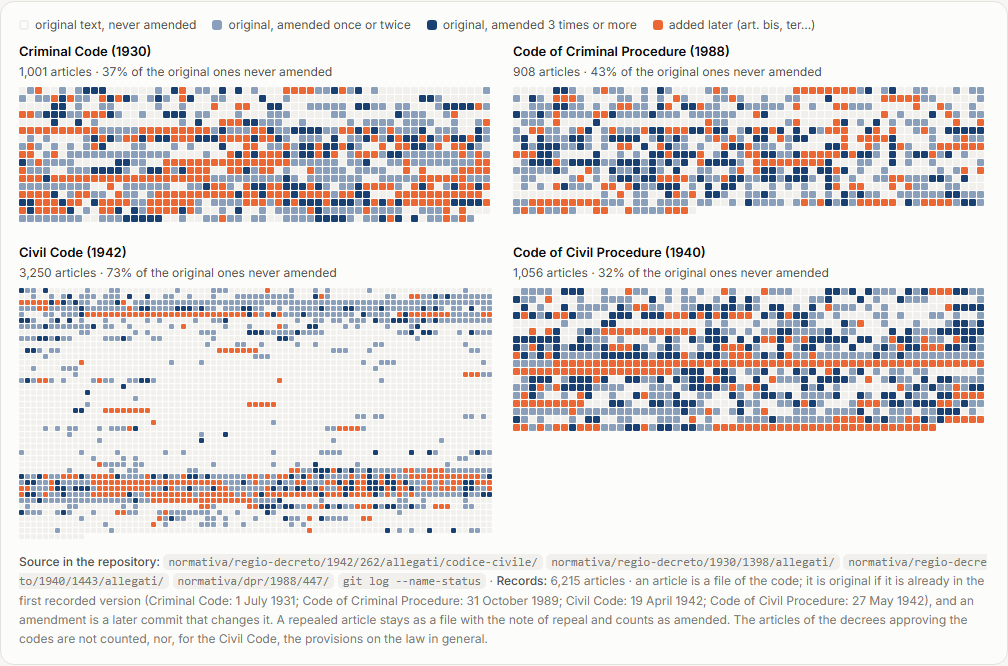 original text, never amended original, amended once or twice original, amended 3 times or more added later (art. bis, ter...)
Criminal Code (1930)
1,001 articles · 37% of the original ones never amended
Code of Criminal Procedure (1988)
908 articles · 43% of the original ones never amended
Civil Code (1942)
3,250 articles · 73% of the original ones never amended
Code of Civil Procedure (1940)
1,056 articles · 32% of the original ones never amended
Source in the repository: normativa/regio-decreto/1942/262/allegati/codice-civile/ normativa/regio-decreto/1930/1398/allegati/ normativa/regio-decre
to/1940/1443/allegati/ normativa/dpr/1988/447/ git log --name-status · Records: 6,215 articles · an article is a file of the code; it is original if it is already in the
first recorded version (Criminal Code: 1 July 1931; Code of Criminal Procedure: 31 October 1989; Civil Code: 19 April 1942; Code of Civil Procedure: 27 May 1942), and an
amendment is a later commit that changes it. A repealed article stays as a file with the note of repeal and counts as amended. The articles of the decrees approving the
codes are not counted, nor, for the Civil Code, the provisions on the law in general.